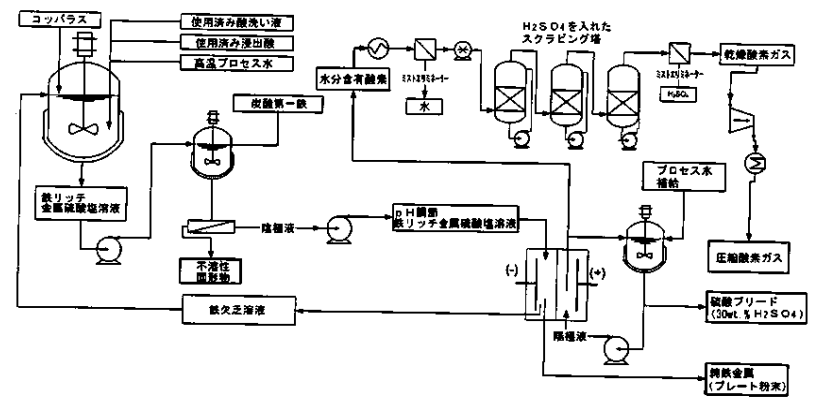 コッパラス
使用済み酸洗い液
使用済み浸出酸
高温プロセス水
H₂SO₄を入れた
スクラビング塔
水分含有酸素
ミストエリミネーター
水
ミストエリミネーター
H₂SO₄
乾燥酸素ガス
炭酸第一鉄
鉄リッチ
金属硫酸塩溶液
陰極液
pH調節
鉄リッチ金属硫酸塩溶液
プロセス水
補給
不溶性
固形物
(-)
(+)
圧縮酸素ガス
鉄欠乏溶液
陽極液
硫酸ブリード
(30wt.%H₂SO₄)
純鉄金属
(プレート粉末)